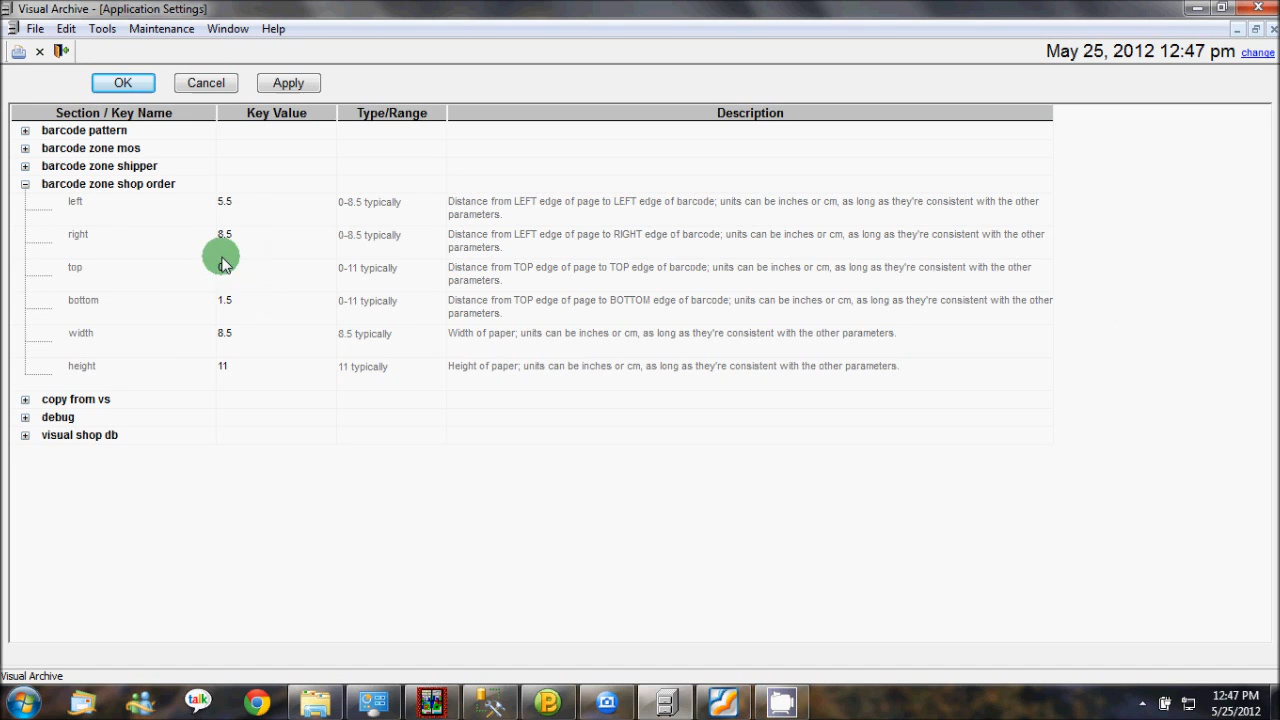 Visual Archive - [Application Settings]
File Edit Tools Maintenance Window Help
May 25, 2012 12:47 pm change
OK Cancel Apply
Section / Key Name Key Value Type/Range Description
barcode pattern
barcode zone mos
barcode zone shipper
barcode zone shop order
left 5.5 0-8.5 typically Distance from LEFT edge of page to LEFT edge of barcode; units can be inches or cm, as long as they're consistent with the other
parameters.
right 8.5 0-8.5 typically Distance from LEFT edge of page to RIGHT edge of barcode; units can be inches or cm, as long as they're consistent with the other
parameters.
top 0-11 typically Distance from TOP edge of page to TOP edge of barcode; units can be inches or cm, as long as they're consistent with the other
parameters.
bottom 1.5 0-11 typically Distance from TOP edge of page to BOTTOM edge of barcode; units can be inches or cm, as long as they're consistent with the other
parameters.
width 8.5 8.5 typically Width of paper; units can be inches or cm, as long as they're consistent with the other parameters.
height 11 11 typically Height of paper; units can be inches or cm, as long as they're consistent with the other parameters.
copy from vs
debug
visual shop db
Visual Archive
talk
12:47 PM
5/25/2012